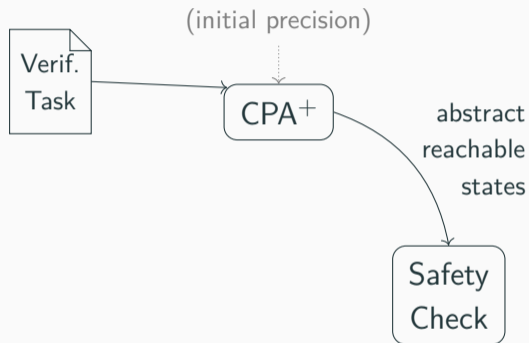 (initial precision)
Verif.
Task
CPA⁺
abstract
reachable
states
Safety
Check